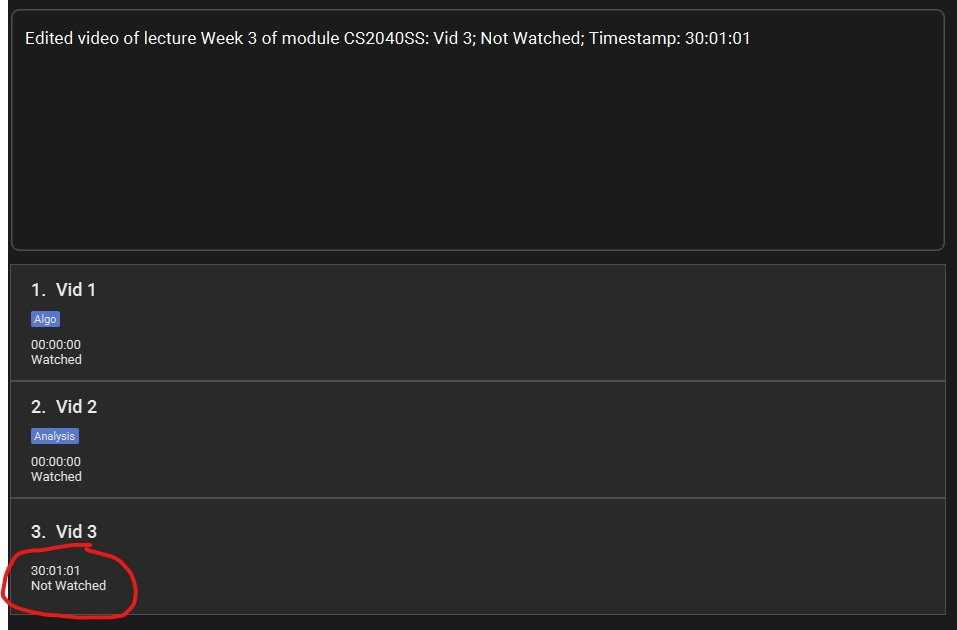 Edited video of lecture Week 3 of module CS2040SS: Vid 3; Not Watched; Timestamp: 30:01:01
1. Vid 1
Algo
00:00:00
Watched
2. Vid 2
Analysis
00:00:00
Watched
3. Vid 3
30:01:01
Not Watched